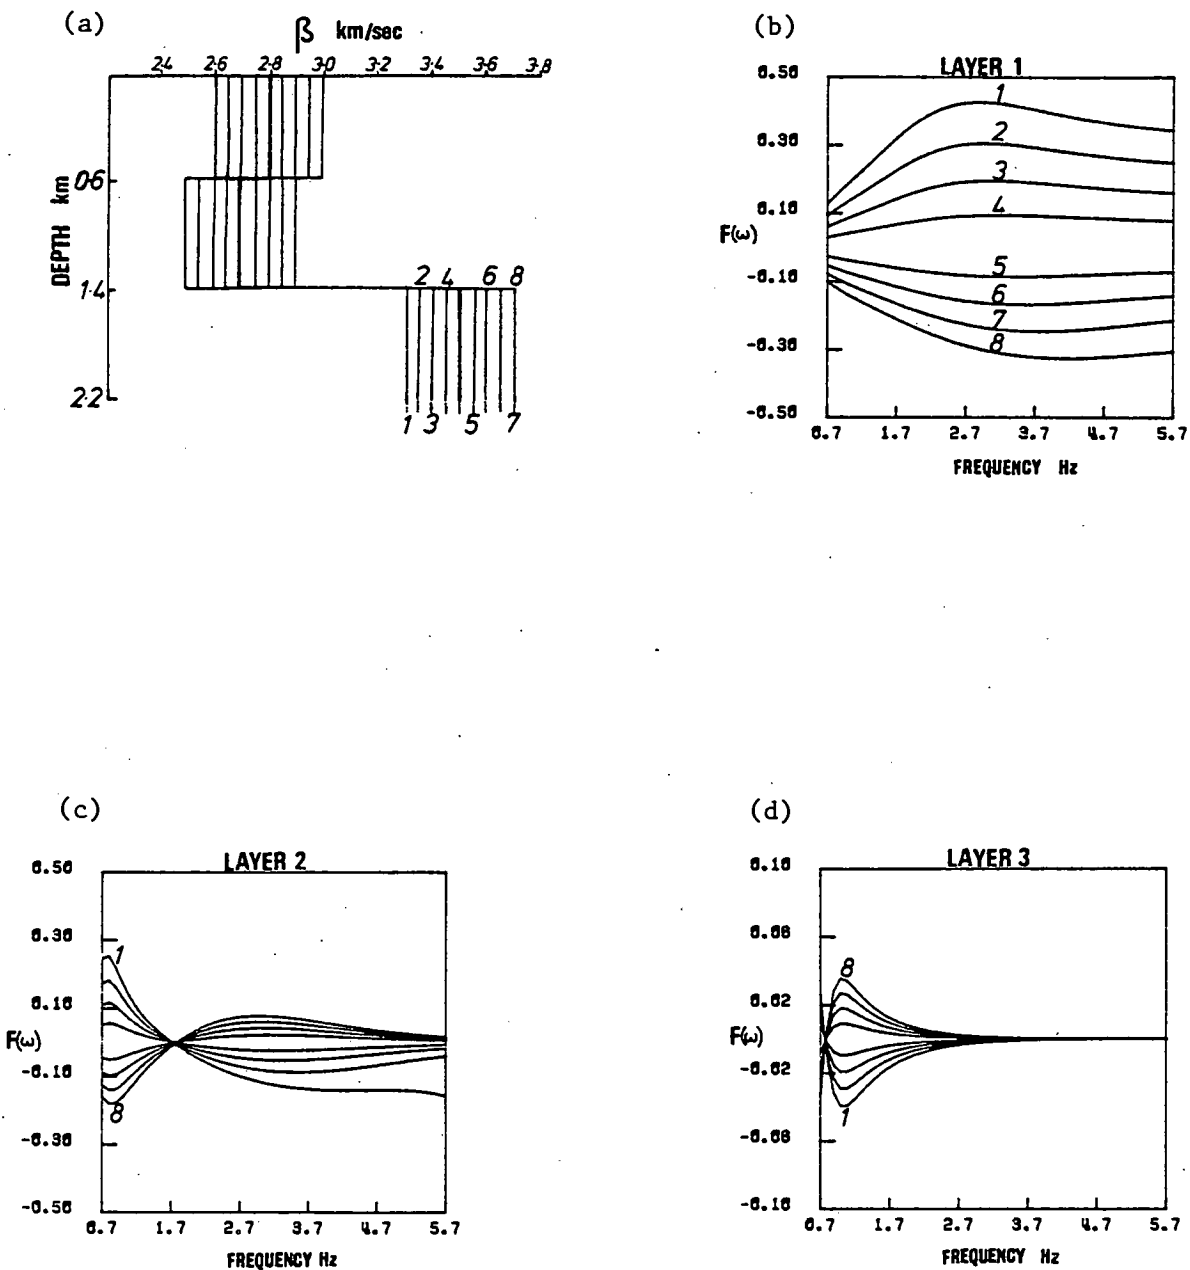 (a)
β km/sec
2·4 2·6 2·8 3·0 3·2 3·4 3·6 3·8
DEPTH km
0·6
1·4
2·2
2 4 6 8
1 3 5 7
(b)
LAYER 1
0.50
0.30
0.10
F(ω)
-0.10
-0.30
-0.50
1
2
3
4
5
6
7
8
0.7 1.7 2.7 3.7 4.7 5.7
FREQUENCY Hz
(c)
LAYER 2
0.50
0.30
0.10
F(ω)
-0.10
-0.30
-0.50
1
8
0.7 1.7 2.7 3.7 4.7 5.7
FREQUENCY Hz
(d)
LAYER 3
0.10
0.06
0.02
F(ω)
-0.02
-0.06
-0.10
8
1
0.7 1.7 2.7 3.7 4.7 5.7
FREQUENCY Hz